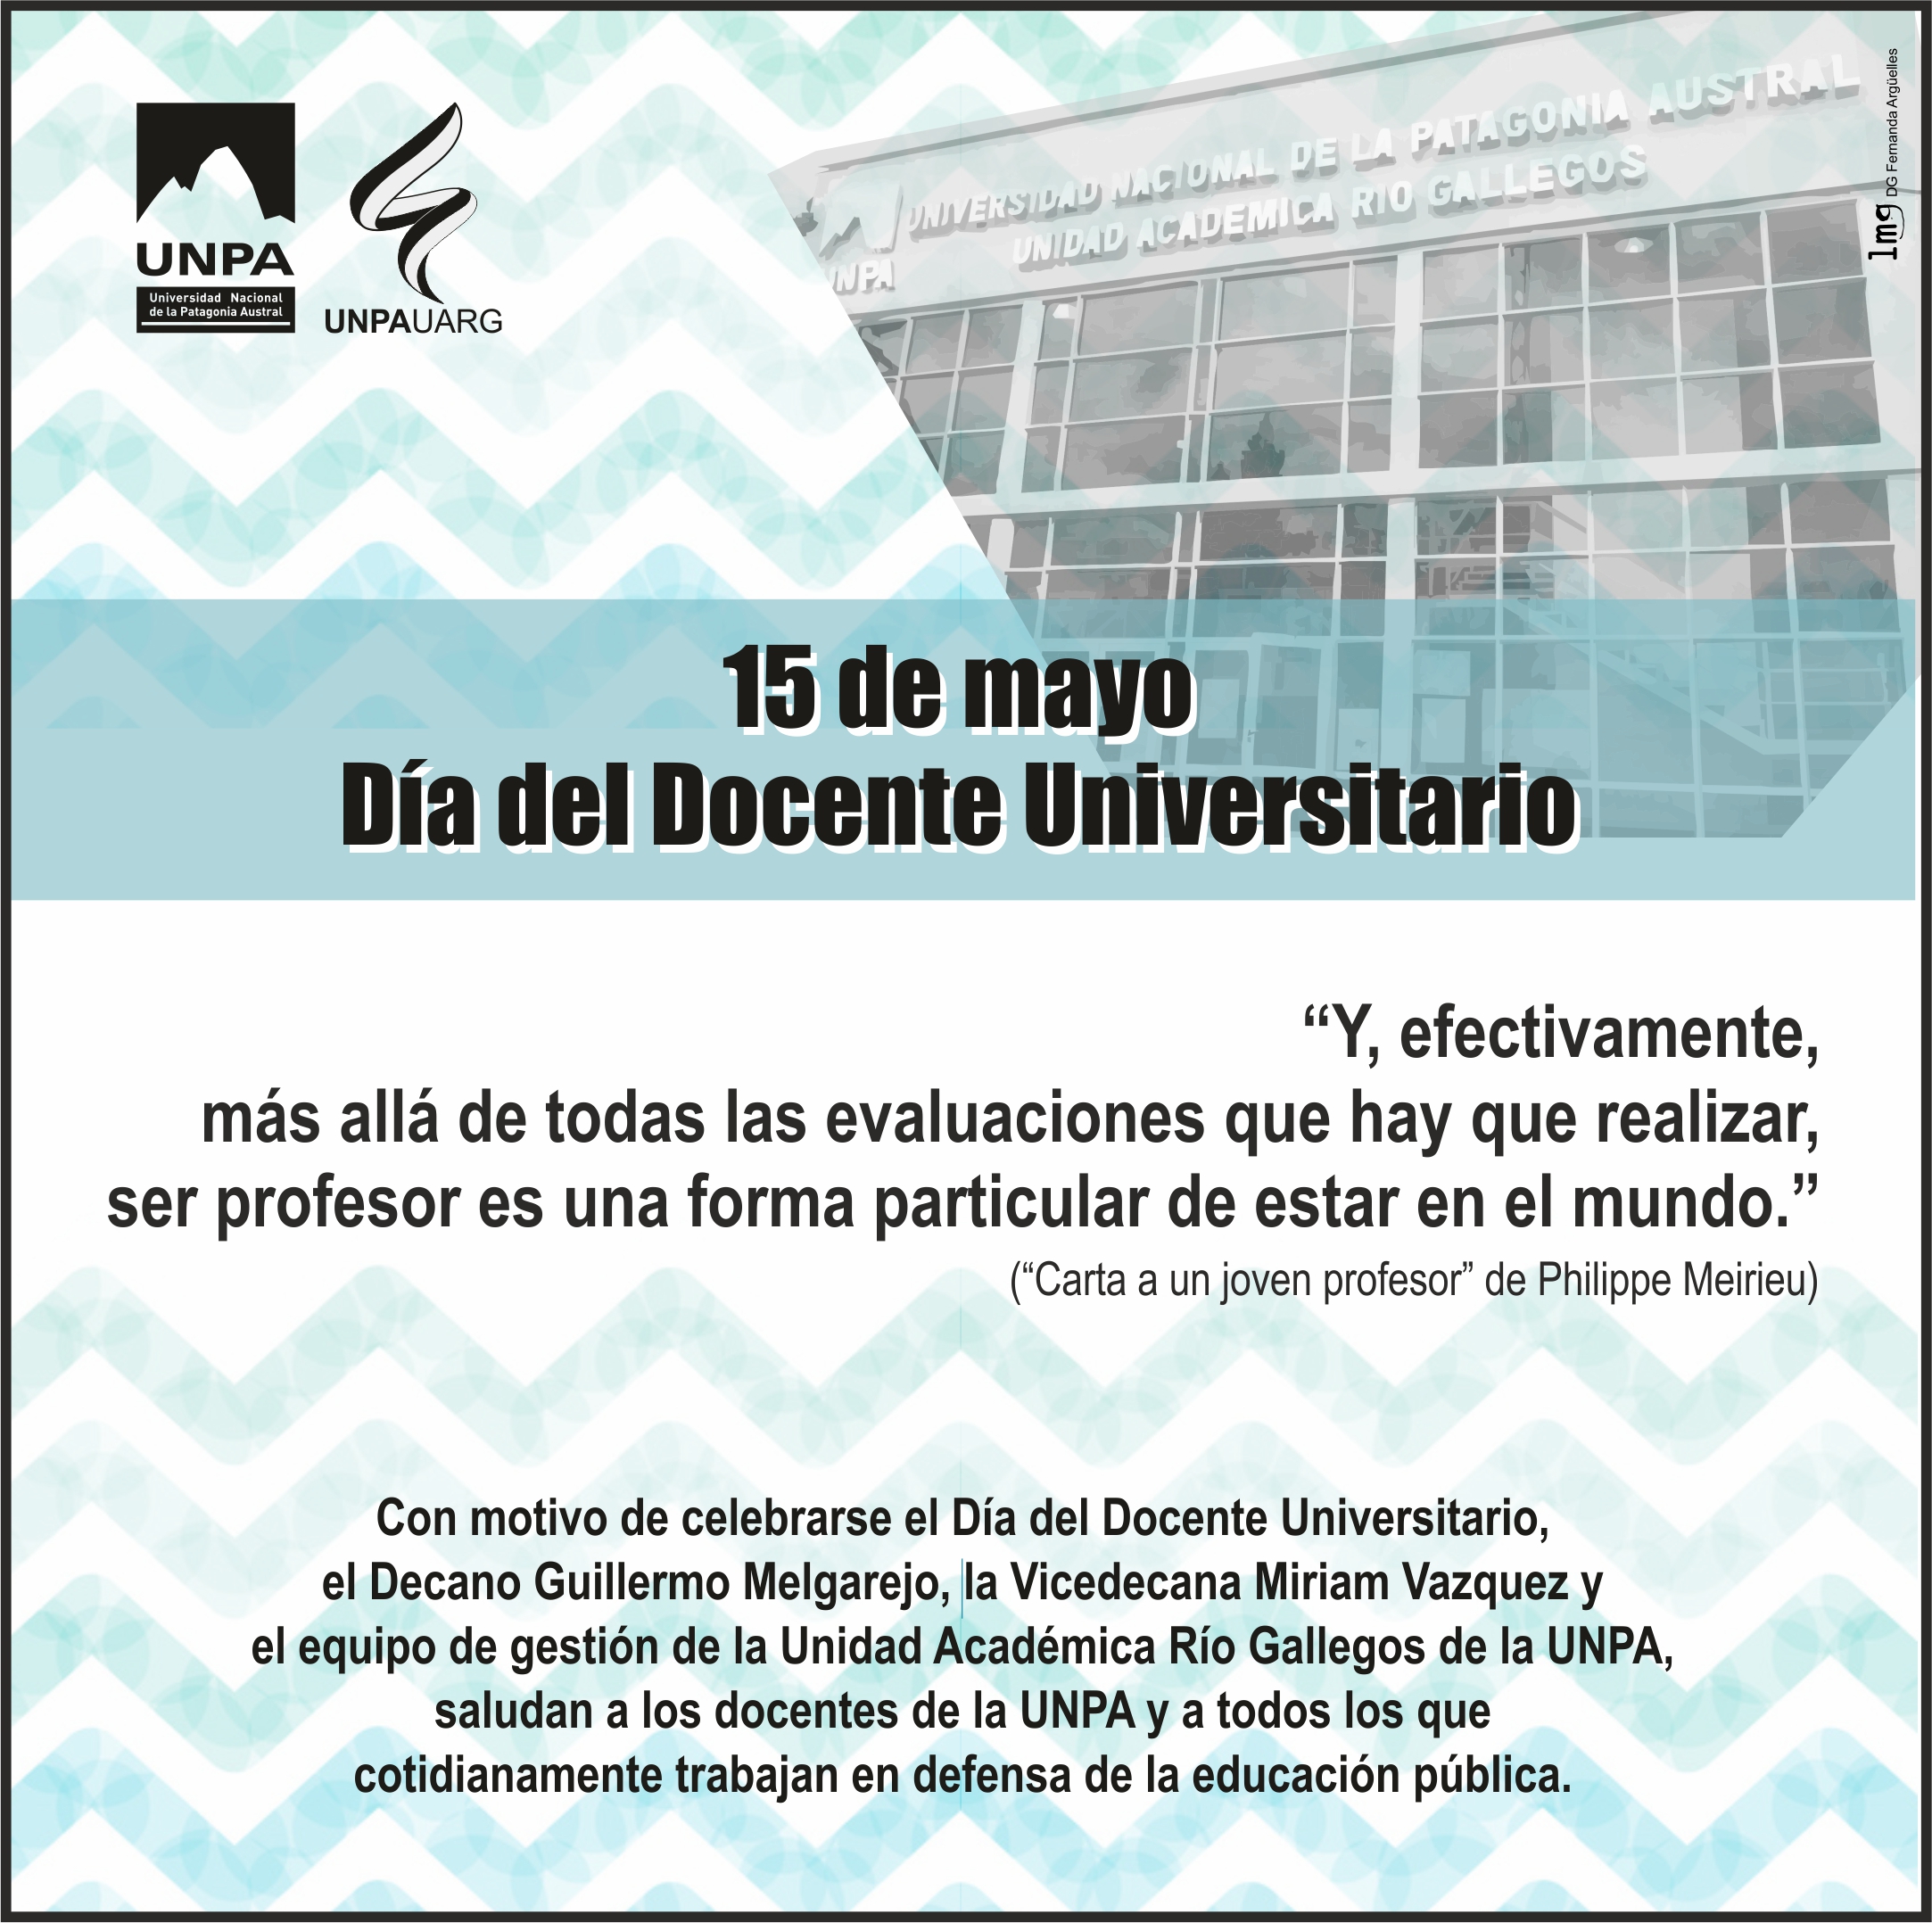 UNPA
Universidad Nacional
de la Patagonia Austral
UNPAUARG
UNIVERSIDAD NACIONAL DE LA PATAGONIA AUSTRAL
UNIDAD ACADEMICA RIO GALLEGOS
UNPA
lmg DG Fernanda Argüelles
15 de mayo
Día del Docente Universitario
“Y, efectivamente,
más allá de todas las evaluaciones que hay que realizar,
ser profesor es una forma particular de estar en el mundo.”
(“Carta a un joven profesor” de Philippe Meirieu)
Con motivo de celebrarse el Día del Docente Universitario,
el Decano Guillermo Melgarejo, la Vicedecana Miriam Vazquez y
el equipo de gestión de la Unidad Académica Río Gallegos de la UNPA,
saludan a los docentes de la UNPA y a todos los que
cotidianamente trabajan en defensa de la educación pública.